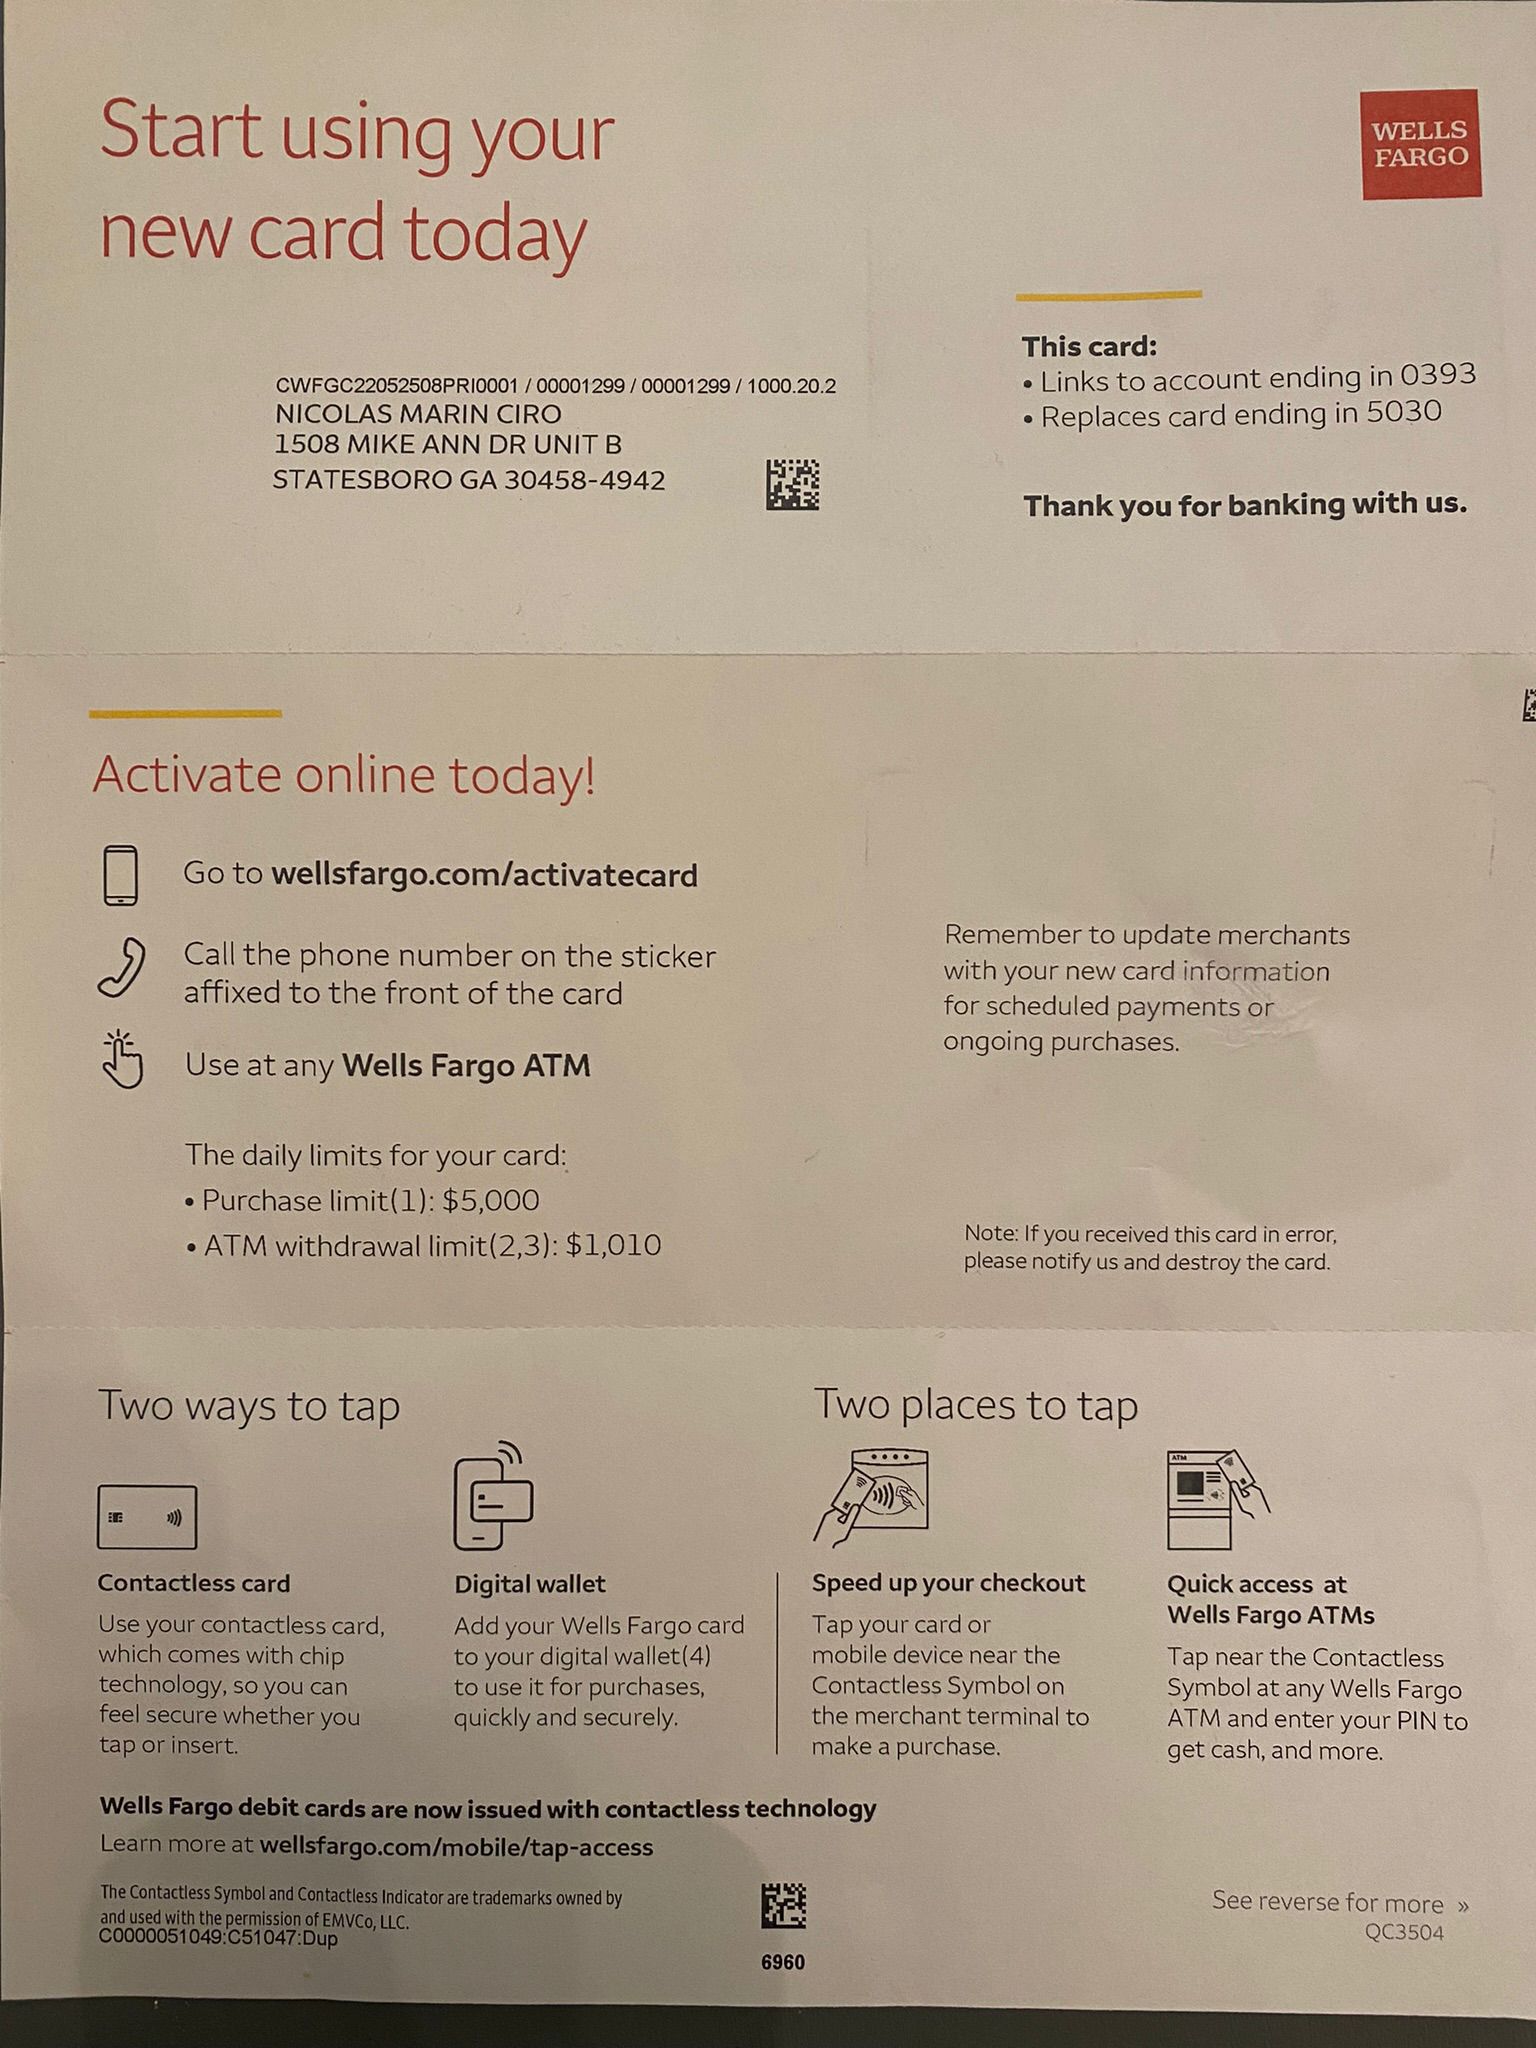 Start using your
new card today
WELLS
FARGO
CWFGC22052508PRI0001 / 00001299 / 00001299 / 1000.20.2
NICOLAS MARIN CIRO
1508 MIKE ANN DR UNIT B
STATESBORO GA 30458-4942
This card:
• Links to account ending in 0393
• Replaces card ending in 5030
Thank you for banking with us.
Activate online today!
Go to wellsfargo.com/activatecard
Call the phone number on the sticker
affixed to the front of the card
Use at any Wells Fargo ATM
The daily limits for your card:
• Purchase limit(1): $5,000
• ATM withdrawal limit(2,3): $1,010
Remember to update merchants
with your new card information
for scheduled payments or
ongoing purchases.
Note: If you received this card in error,
please notify us and destroy the card.
Two ways to tap
Contactless card
Use your contactless card,
which comes with chip
technology, so you can
feel secure whether you
tap or insert.
Digital wallet
Add your Wells Fargo card
to your digital wallet(4)
to use it for purchases,
quickly and securely.
Two places to tap
Speed up your checkout
Tap your card or
mobile device near the
Contactless Symbol on
the merchant terminal to
make a purchase.
ATM
Quick access at
Wells Fargo ATMs
Tap near the Contactless
Symbol at any Wells Fargo
ATM and enter your PIN to
get cash, and more.
Wells Fargo debit cards are now issued with contactless technology
Learn more at wellsfargo.com/mobile/tap-access
The Contactless Symbol and Contactless Indicator are trademarks owned by
and used with the permission of EMVCo, LLC.
C0000051049:C51047:Dup
6960
See reverse for more »
QC3504